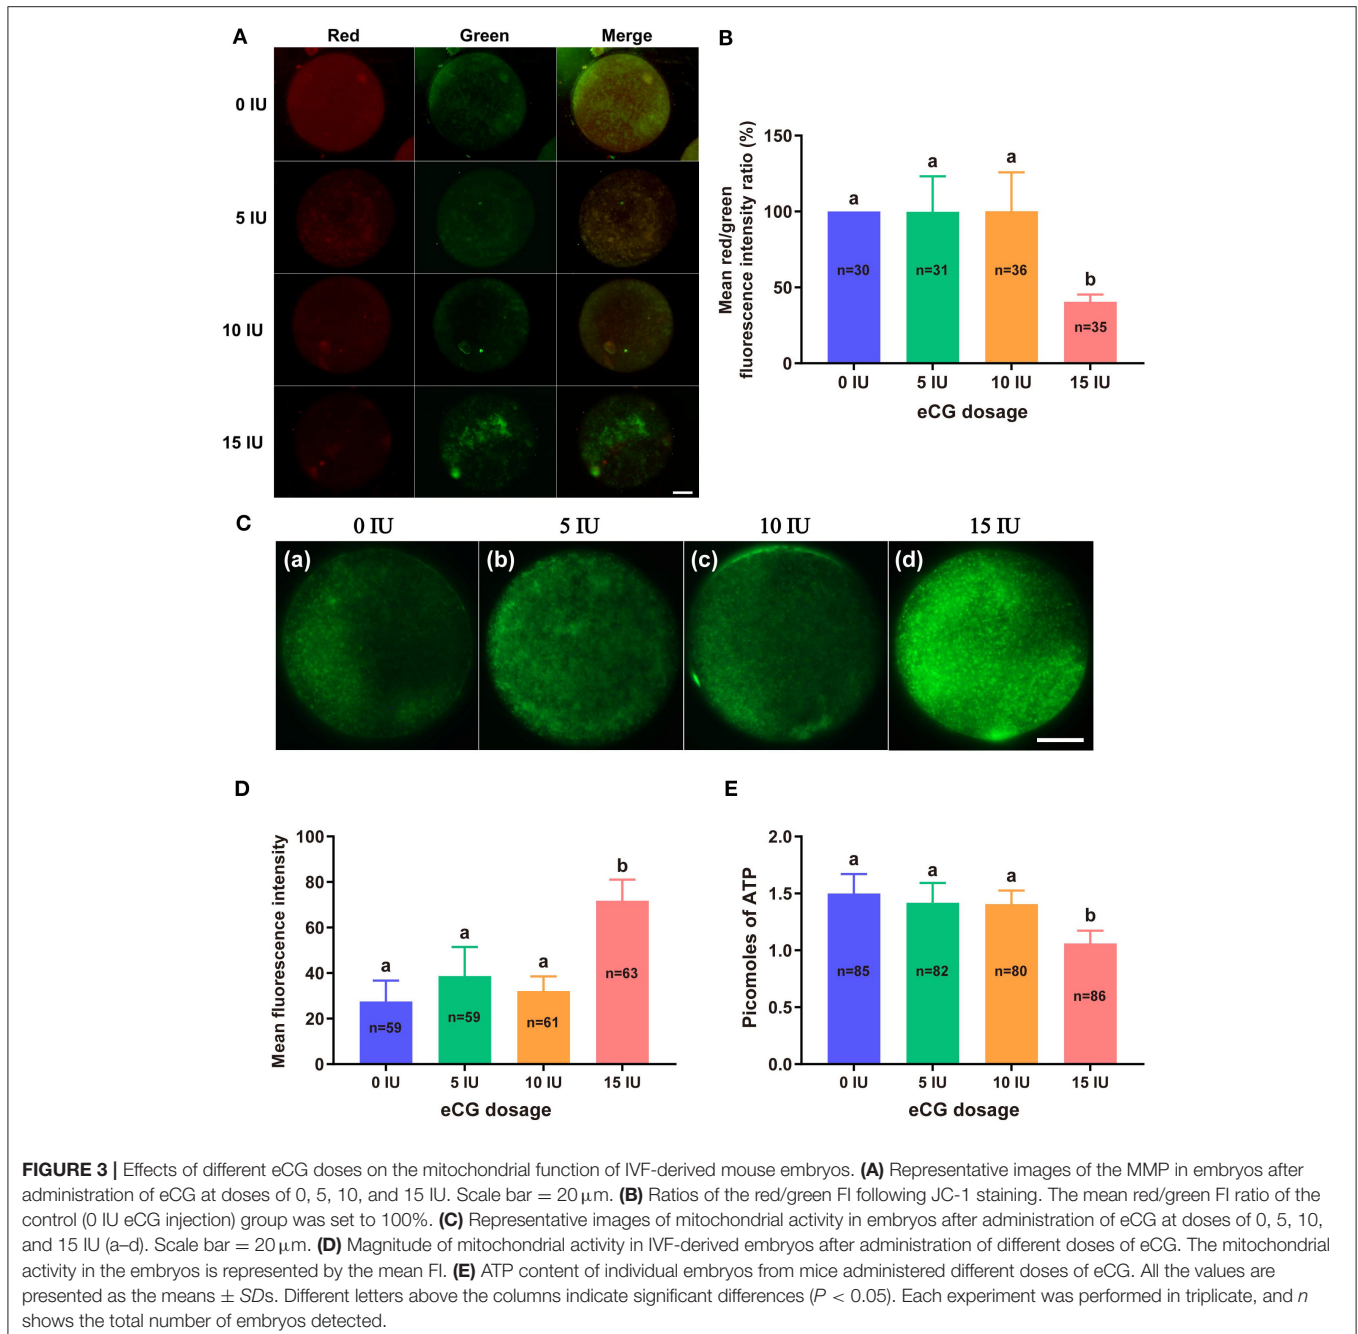 A
Red Green Merge
0 IU
5 IU
10 IU
15 IU
B
Mean red/green
fluorescence intensity ratio (%)
150
100
50
0
a a a b
n=30 n=31 n=36 n=35
0 IU 5 IU 10 IU 15 IU
eCG dosage
C
0 IU 5 IU 10 IU 15 IU
(a) (b) (c) (d)
D
Mean fluorescence intensity
100
80
60
40
20
0
a a a b
n=59 n=59 n=61 n=63
0 IU 5 IU 10 IU 15 IU
eCG dosage
E
Picomoles of ATP
2.0
1.5
1.0
0.5
0.0
a a a b
n=85 n=82 n=80 n=86
0 IU 5 IU 10 IU 15 IU
eCG dosage
FIGURE 3 | Effects of different eCG doses on the mitochondrial function of IVF-derived mouse embryos. (A) Representative images of the MMP in embryos after
administration of eCG at doses of 0, 5, 10, and 15 IU. Scale bar = 20 μm. (B) Ratios of the red/green FI following JC-1 staining. The mean red/green FI ratio of the
control (0 IU eCG injection) group was set to 100%. (C) Representative images of mitochondrial activity in embryos after administration of eCG at doses of 0, 5, 10,
and 15 IU (a–d). Scale bar = 20 μm. (D) Magnitude of mitochondrial activity in IVF-derived embryos after administration of different doses of eCG. The mitochondrial
activity in the embryos is represented by the mean FI. (E) ATP content of individual embryos from mice administered different doses of eCG. All the values are
presented as the means ± SDs. Different letters above the columns indicate significant differences (P < 0.05). Each experiment was performed in triplicate, and n
shows the total number of embryos detected.